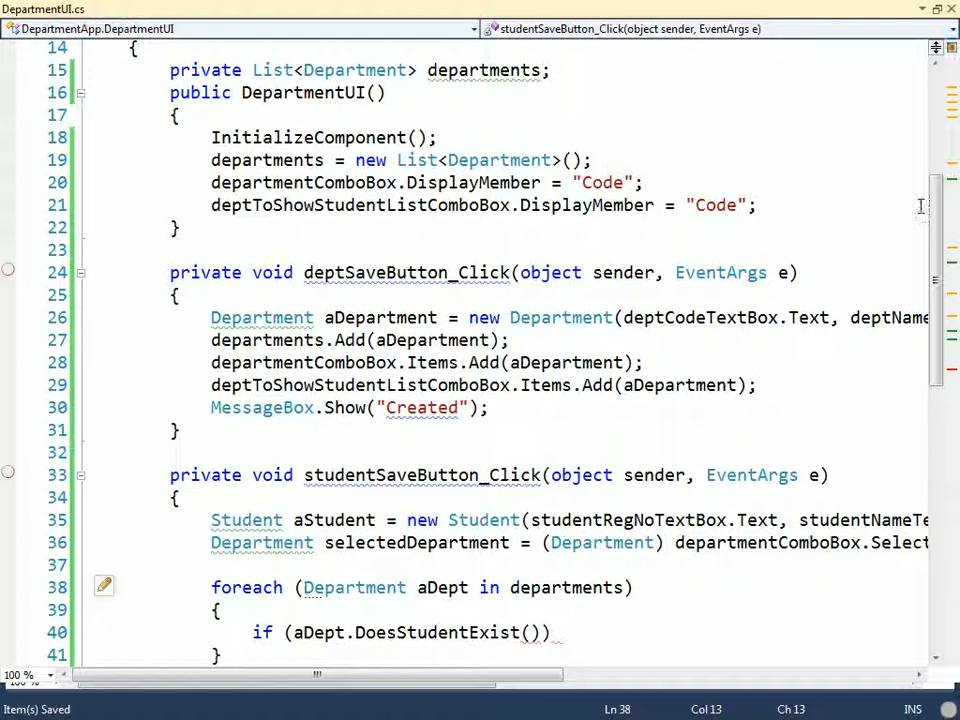 DepartmentUI.cs
DepartmentApp.DepartmentUI
studentSaveButton_Click(object sender, EventArgs e)
14 {
15 private List<Department> departments;
16 public DepartmentUI()
17 {
18 InitializeComponent();
19 departments = new List<Department>();
20 departmentComboBox.DisplayMember = "Code";
21 deptToShowStudentListComboBox.DisplayMember = "Code";
22 }
23
24 private void deptSaveButton_Click(object sender, EventArgs e)
25 {
26 Department aDepartment = new Department(deptCodeTextBox.Text, deptName
27 departments.Add(aDepartment);
28 departmentComboBox.Items.Add(aDepartment);
29 deptToShowStudentListComboBox.Items.Add(aDepartment);
30 MessageBox.Show("Created");
31 }
32
33 private void studentSaveButton_Click(object sender, EventArgs e)
34 {
35 Student aStudent = new Student(studentRegNoTextBox.Text, studentNameTe
36 Department selectedDepartment = (Department) departmentComboBox.Select
37
38 foreach (Department aDept in departments)
39 {
40 if (aDept.DoesStudentExist())
41 }
100 %
Item(s) Saved
Ln 38
Col 13
Ch 13
INS